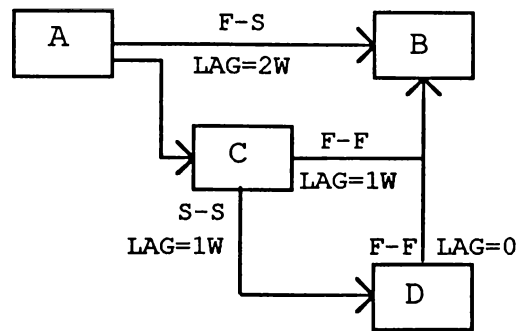 A
F-S
B
LAG=2W
C
F-F
LAG=1W
S-S
LAG=1W
F-F LAG=0
D